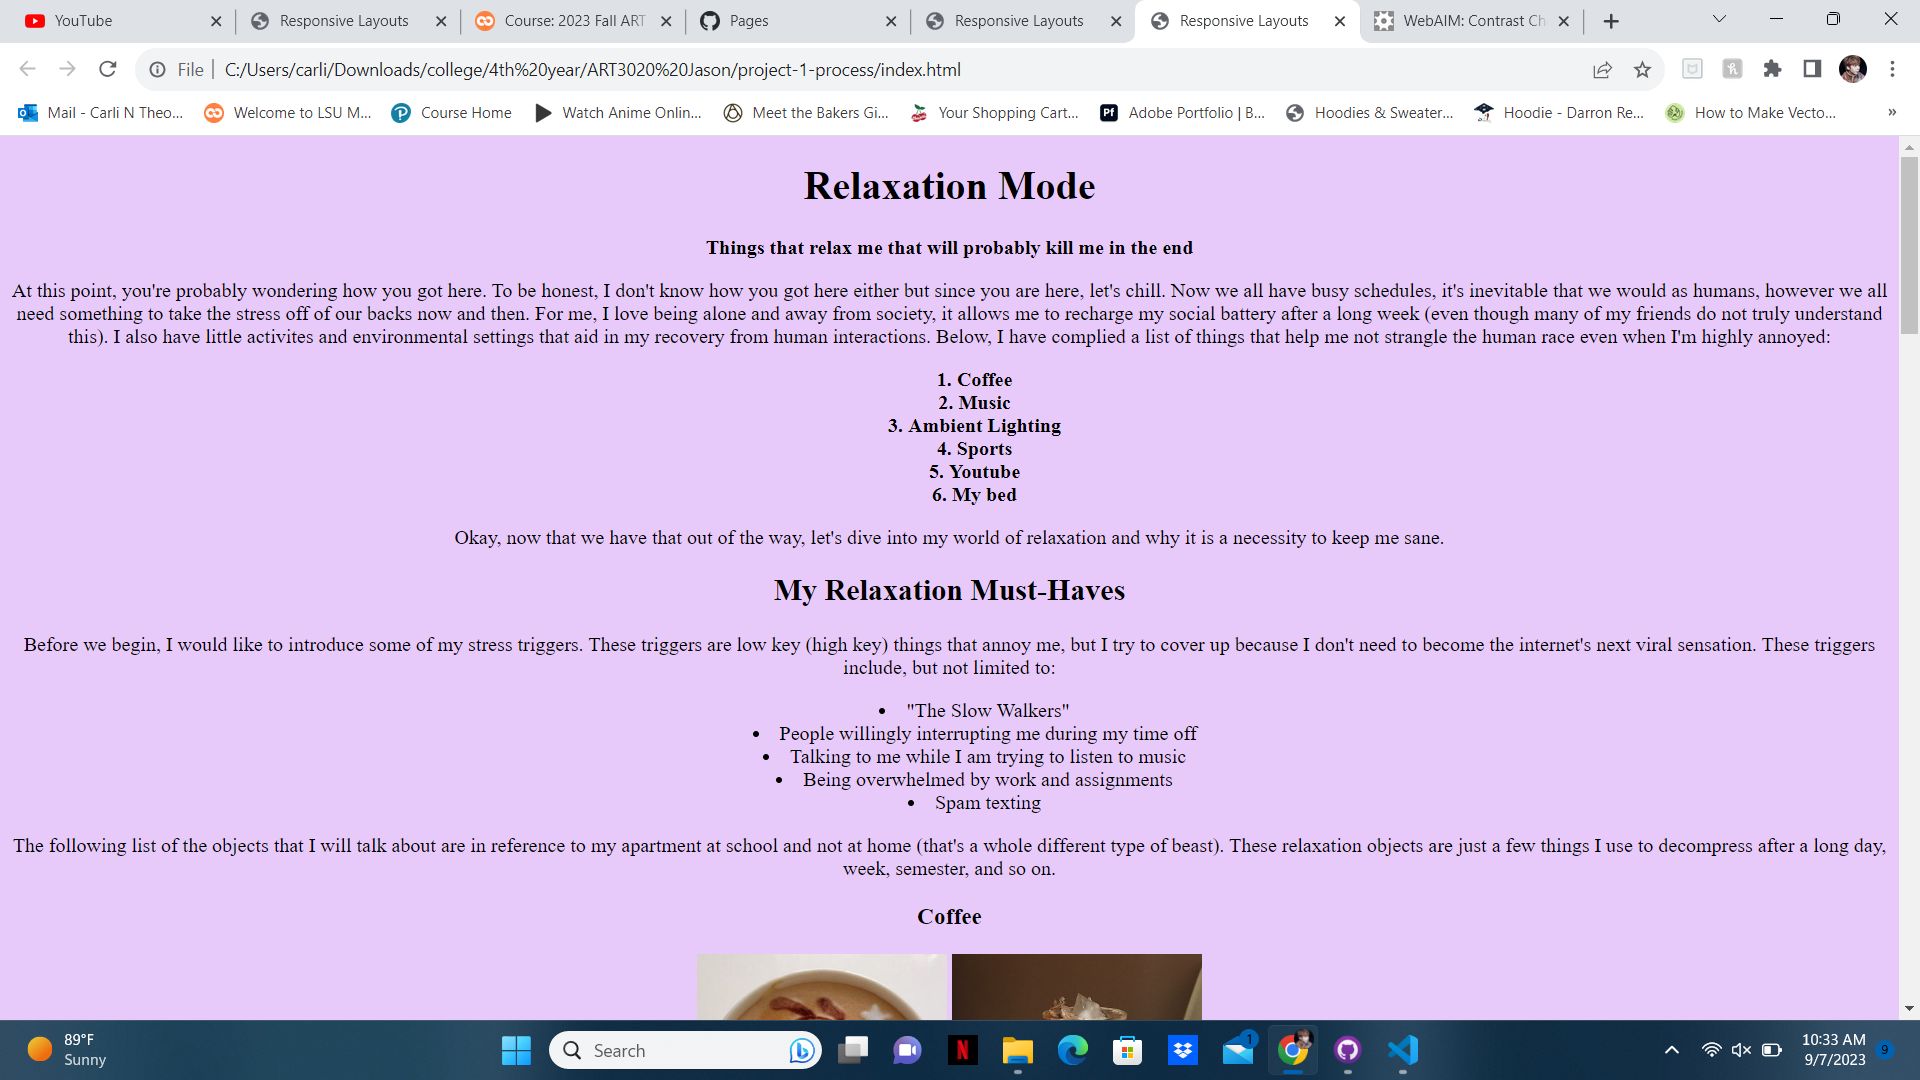 YouTube
Responsive Layouts
Course: 2023 Fall ART
Pages
Responsive Layouts
Responsive Layouts
WebAIM: Contrast Ch
File
C:/Users/carli/Downloads/college/4th%20year/ART3020%20Jason/project-1-process/index.html
Mail - Carli N Theo...
Welcome to LSU M...
Course Home
Watch Anime Onlin...
Meet the Bakers Gi...
Your Shopping Cart...
Pf
Adobe Portfolio | B...
Hoodies & Sweater...
Hoodie - Darron Re...
How to Make Vecto...
»
Relaxation Mode
Things that relax me that will probably kill me in the end
At this point, you're probably wondering how you got here. To be honest, I don't know how you got here either but since you are here, let's chill. Now we all have busy schedules, it's inevitable that we would as humans, however we all
need something to take the stress off of our backs now and then. For me, I love being alone and away from society, it allows me to recharge my social battery after a long week (even though many of my friends do not truly understand
this). I also have little activites and environmental settings that aid in my recovery from human interactions. Below, I have complied a list of things that help me not strangle the human race even when I'm highly annoyed:
1. Coffee
2. Music
3. Ambient Lighting
4. Sports
5. Youtube
6. My bed
Okay, now that we have that out of the way, let's dive into my world of relaxation and why it is a necessity to keep me sane.
My Relaxation Must-Haves
Before we begin, I would like to introduce some of my stress triggers. These triggers are low key (high key) things that annoy me, but I try to cover up because I don't need to become the internet's next viral sensation. These triggers
include, but not limited to:
• "The Slow Walkers"
• People willingly interrupting me during my time off
• Talking to me while I am trying to listen to music
• Being overwhelmed by work and assignments
• Spam texting
The following list of the objects that I will talk about are in reference to my apartment at school and not at home (that's a whole different type of beast). These relaxation objects are just a few things I use to decompress after a long day,
week, semester, and so on.
Coffee
89°F
Sunny
Search
N
1
10:33 AM
9/7/2023
9